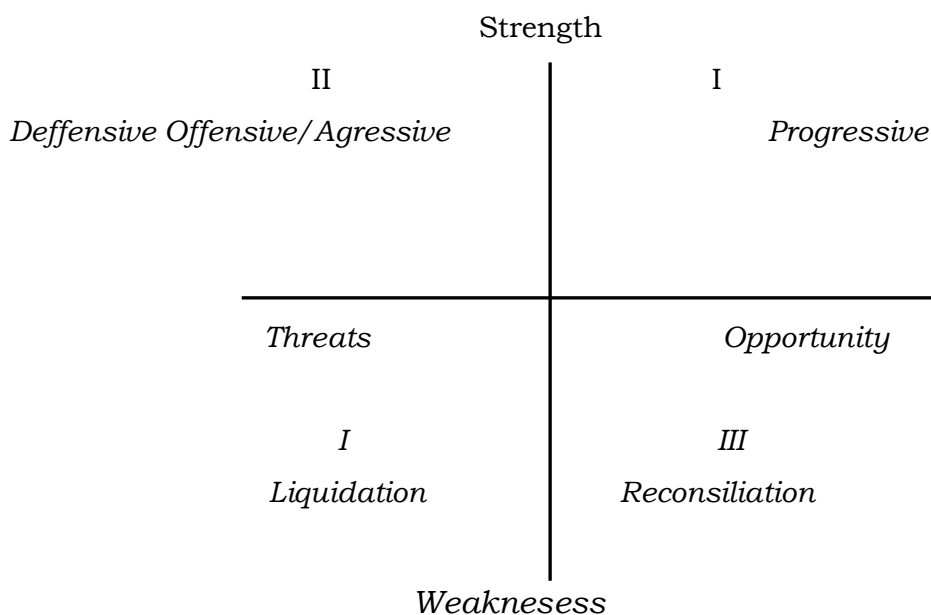 Strength
II I
Deffensive Offensive/Agressive Progressive
Threats Opportunity
I III
Liquidation Reconsiliation
Weaknesess